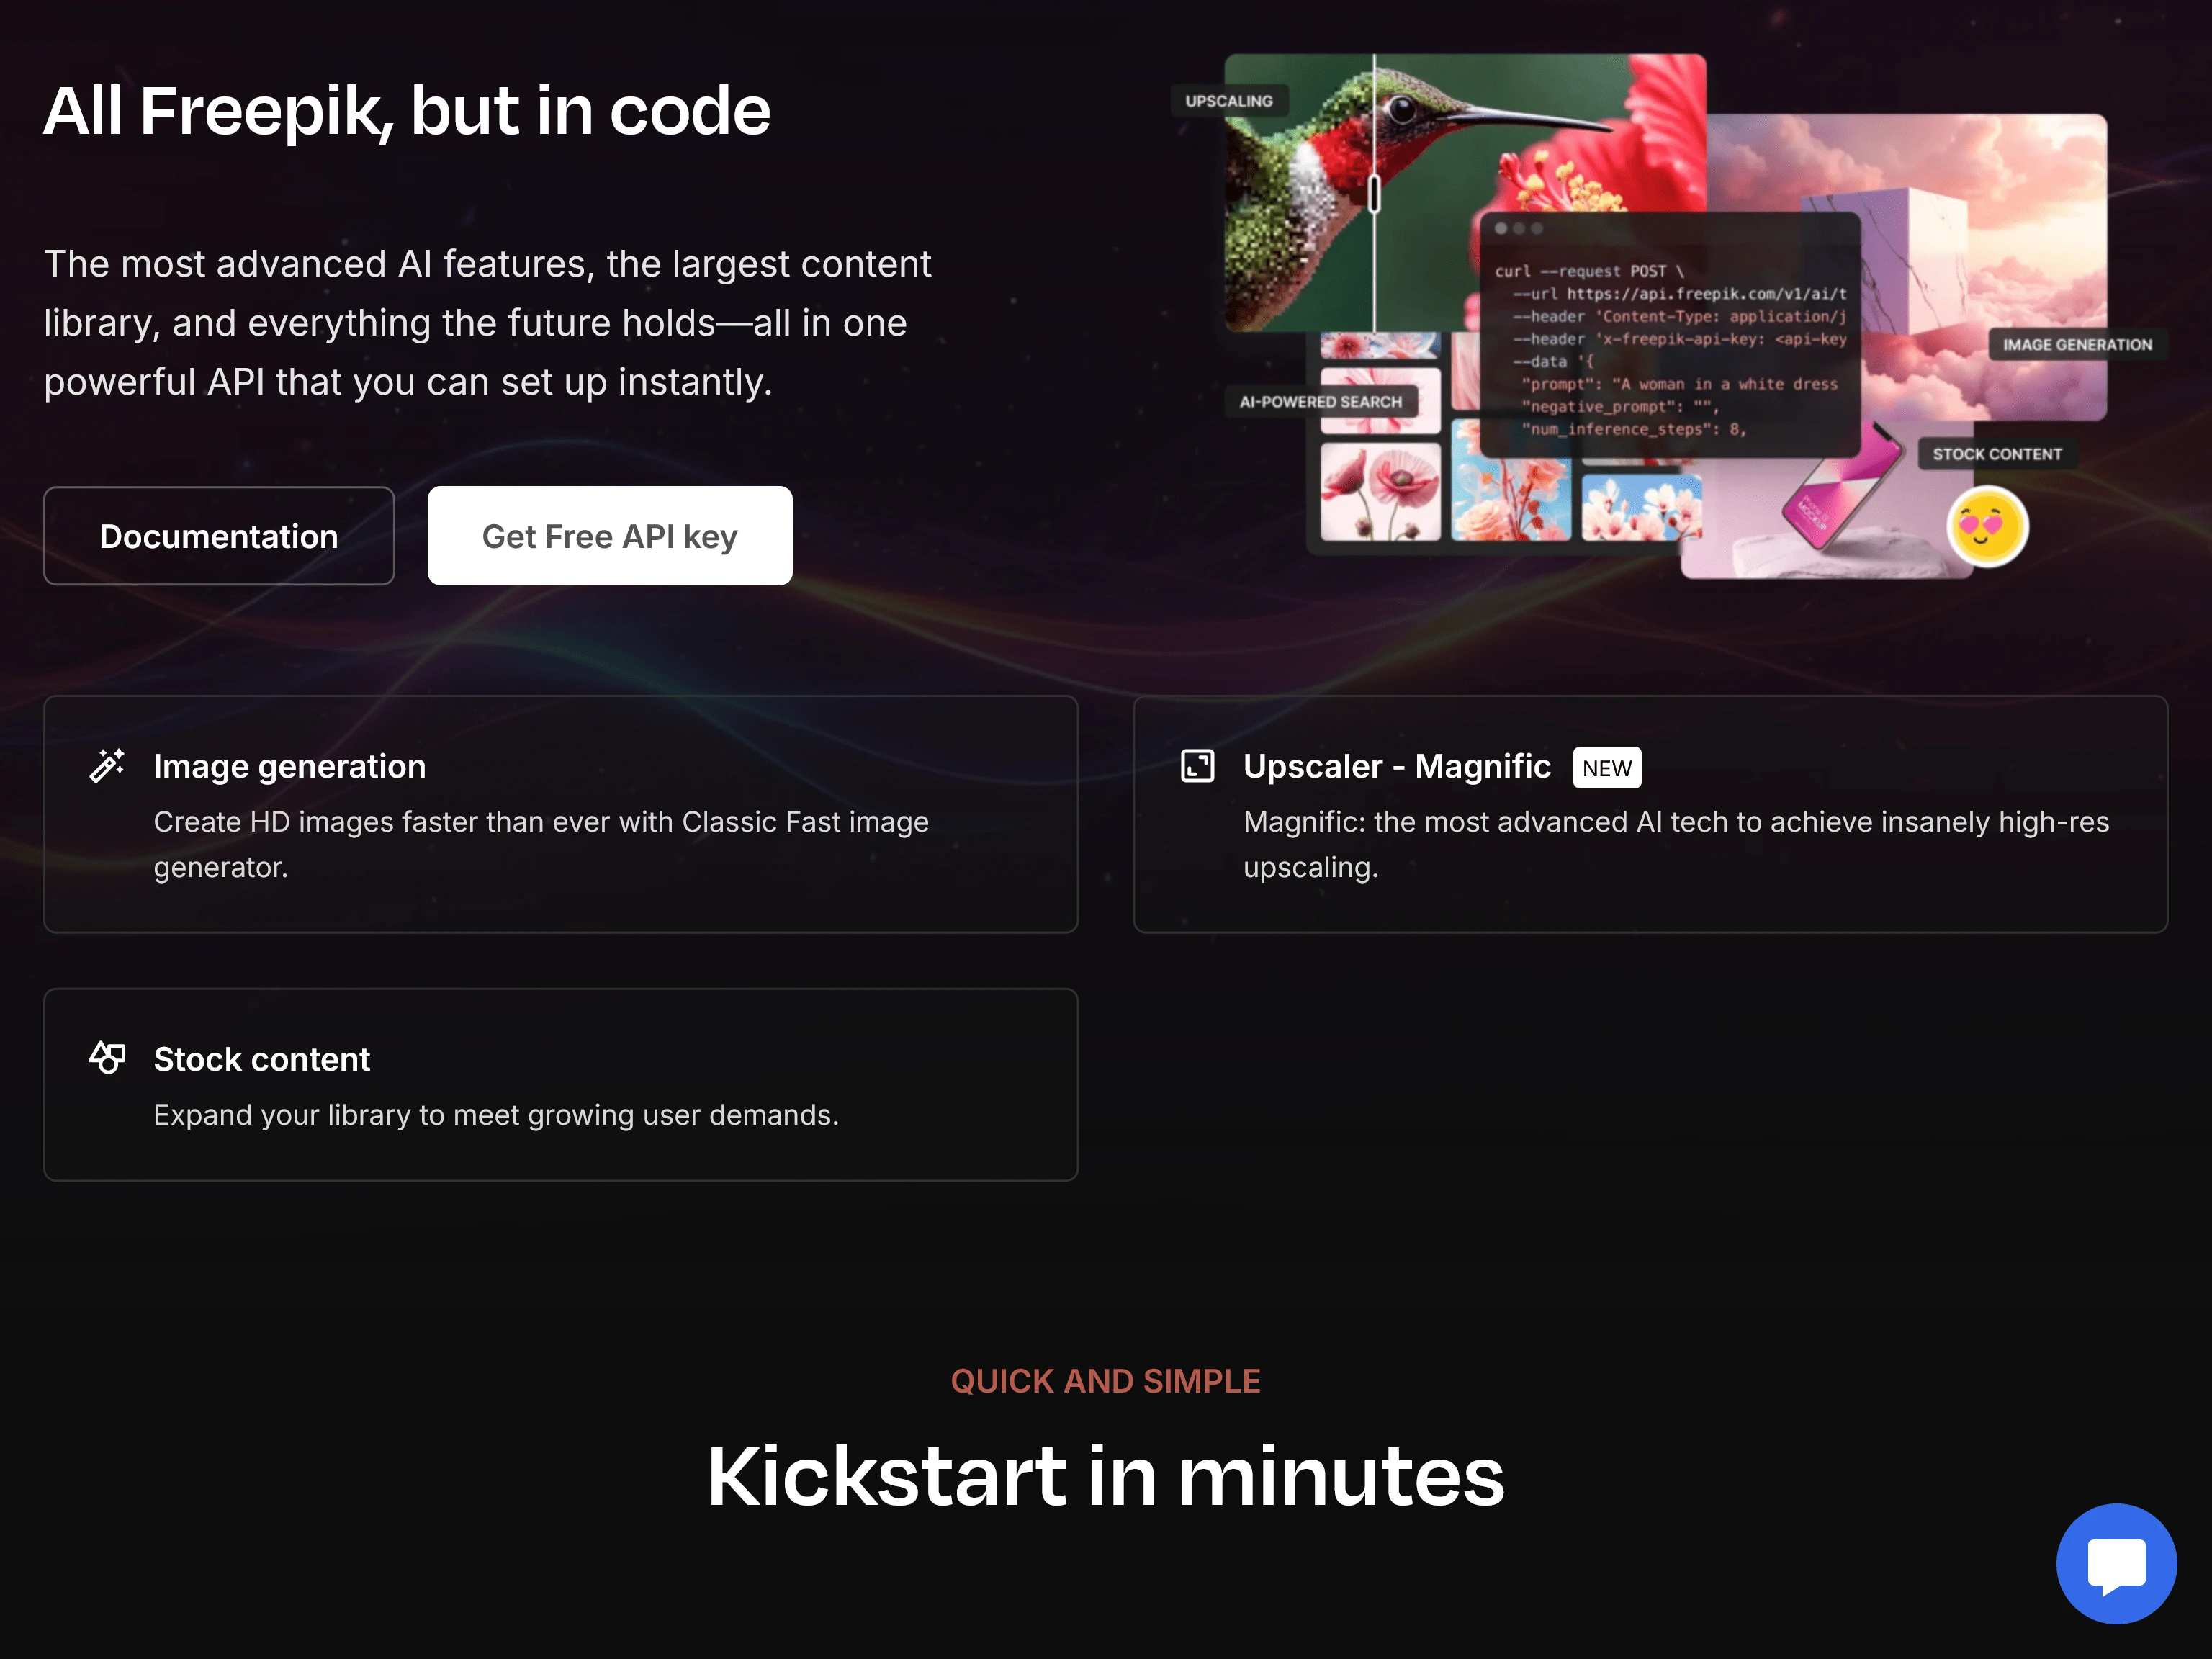 All Freepik, but in code
The most advanced AI features, the largest content
library, and everything the future holds—all in one
powerful API that you can set up instantly.
Documentation
Get Free API key
UPSCALING
curl --request POST \
--url https://api.freepik.com/v1/ai/t
--header 'Content-Type: application/j
--header 'x-freepik-api-key: <api-key
--data '{
"prompt": "A woman in a white dress
"negative_prompt": "",
"num_inference_steps": 8,
IMAGE GENERATION
AI-POWERED SEARCH
STOCK CONTENT
MOCKUP
Image generation
Create HD images faster than ever with Classic Fast image
generator.
Upscaler - Magnific NEW
Magnific: the most advanced AI tech to achieve insanely high-res
upscaling.
Stock content
Expand your library to meet growing user demands.
QUICK AND SIMPLE
Kickstart in minutes